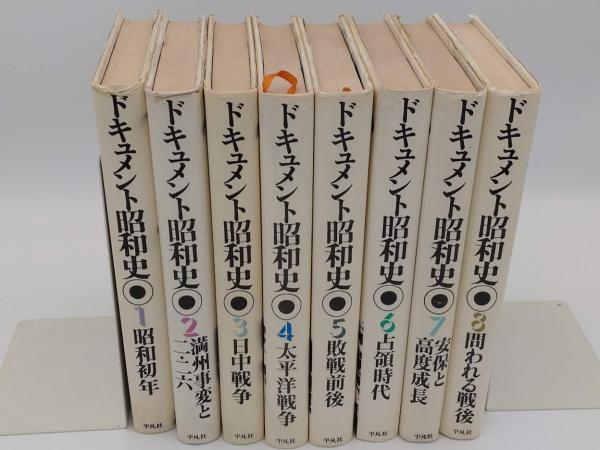 ドキュメント昭和史
1
昭和初年
平凡社
ドキュメント昭和史
2
満州事変と
二・二六
平凡社
ドキュメント昭和史
3
日中戦争
平凡社
ドキュメント昭和史
4
太平洋戦争
平凡社
ドキュメント昭和史
5
敗戦前後
平凡社
ドキュメント昭和史
6
占領時代
平凡社
ドキュメント昭和史
7
安保と
高度成長
平凡社
ドキュメント昭和史
8
問われる戦後
平凡社